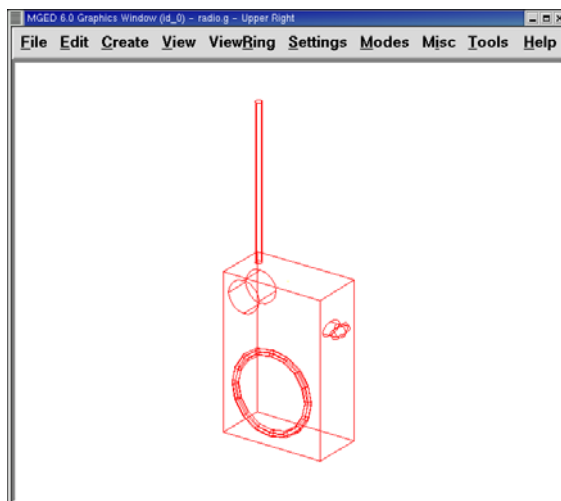 MGED 6.0 Graphics Window (id_0) - radio.g - Upper Right
File Edit Create View ViewRing Settings Modes Misc Tools Help